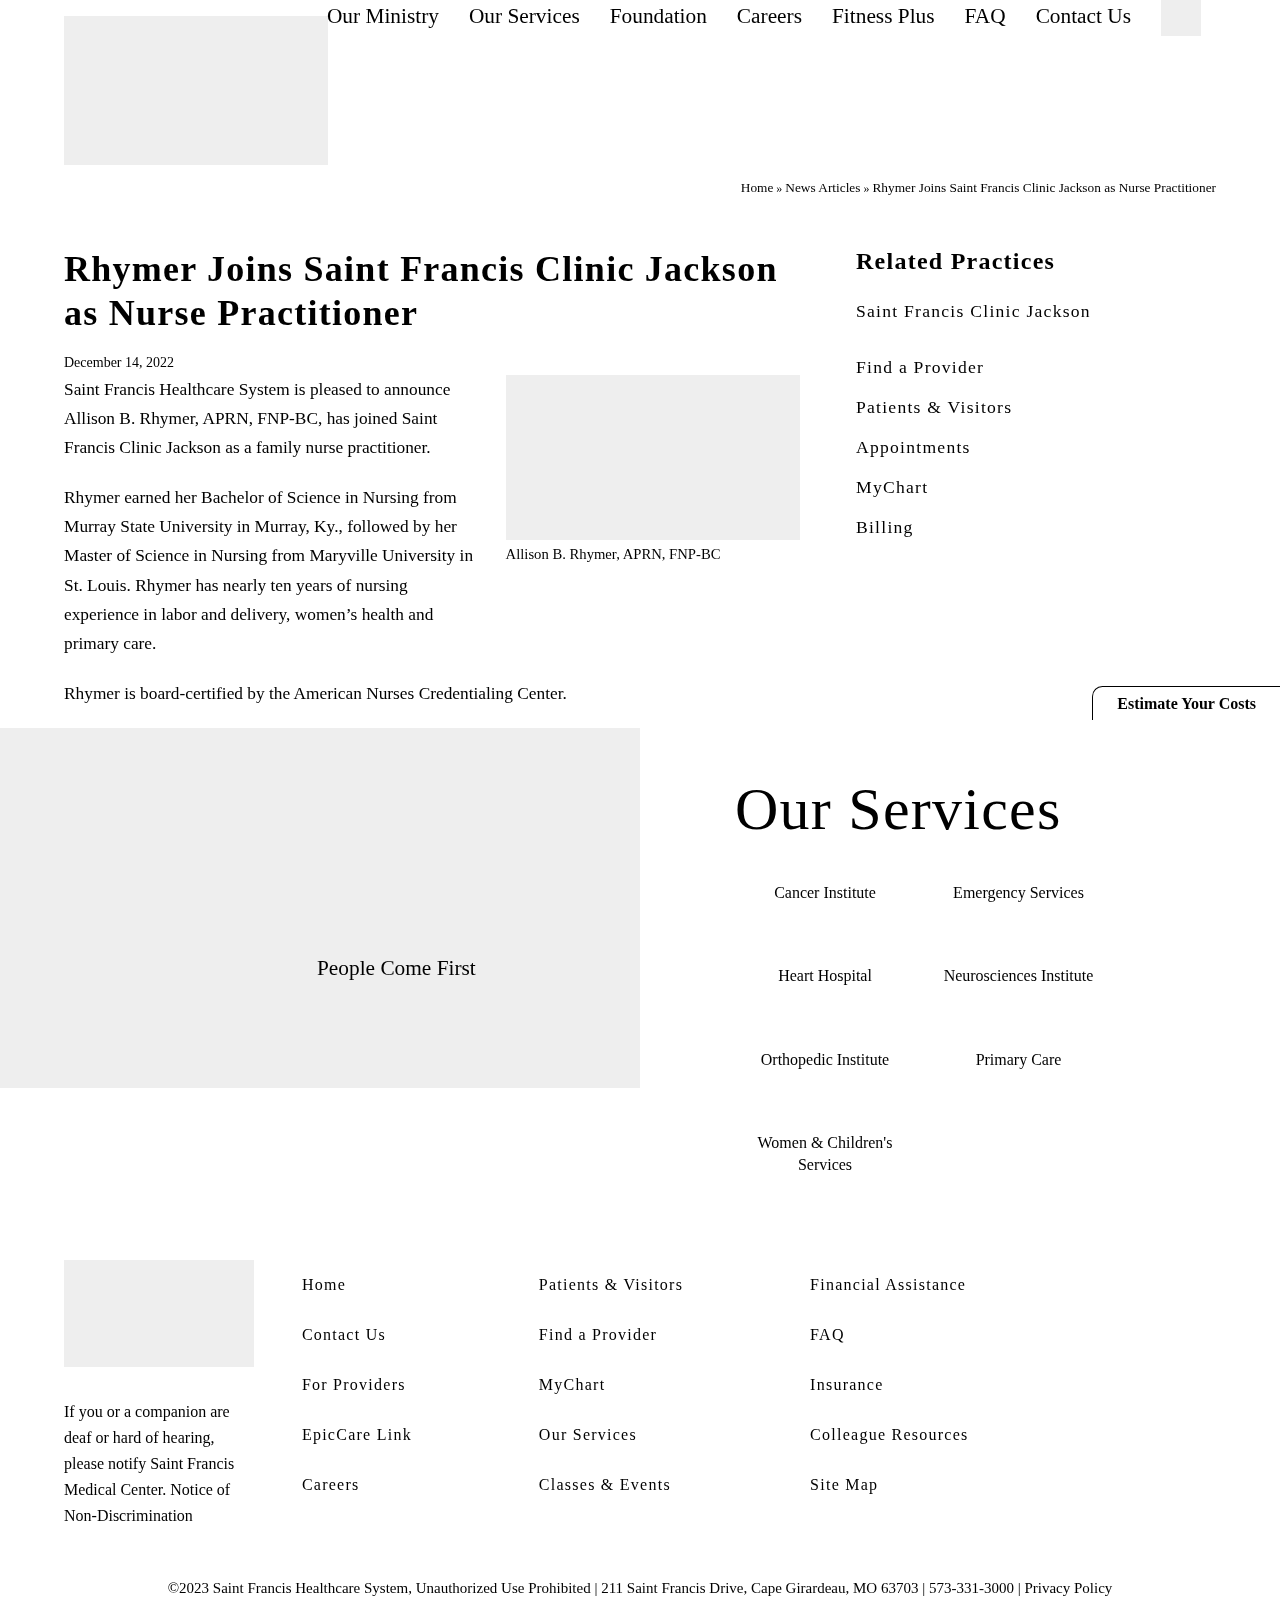 Our Ministry Our Services Foundation Careers Fitness Plus FAQ Contact Us
Home » News Articles » Rhymer Joins Saint Francis Clinic Jackson as Nurse Practitioner
Rhymer Joins Saint Francis Clinic Jackson
as Nurse Practitioner
December 14, 2022
Saint Francis Healthcare System is pleased to announce
Allison B. Rhymer, APRN, FNP-BC, has joined Saint
Francis Clinic Jackson as a family nurse practitioner.
Allison B. Rhymer, APRN, FNP-BC
Rhymer earned her Bachelor of Science in Nursing from
Murray State University in Murray, Ky., followed by her
Master of Science in Nursing from Maryville University in
St. Louis. Rhymer has nearly ten years of nursing
experience in labor and delivery, women’s health and
primary care.
Rhymer is board-certified by the American Nurses Credentialing Center.
Related Practices
Saint Francis Clinic Jackson
Find a Provider
Patients & Visitors
Appointments
MyChart
Billing
Estimate Your Costs
People Come First
Our Services
Cancer Institute
Emergency Services
Heart Hospital
Neurosciences Institute
Orthopedic Institute
Primary Care
Women & Children's
Services
If you or a companion are
deaf or hard of hearing,
please notify Saint Francis
Medical Center. Notice of
Non-Discrimination
Home
Contact Us
For Providers
EpicCare Link
Careers
Patients & Visitors
Find a Provider
MyChart
Our Services
Classes & Events
Financial Assistance
FAQ
Insurance
Colleague Resources
Site Map
©2023 Saint Francis Healthcare System, Unauthorized Use Prohibited | 211 Saint Francis Drive, Cape Girardeau, MO 63703 | 573-331-3000 | Privacy Policy